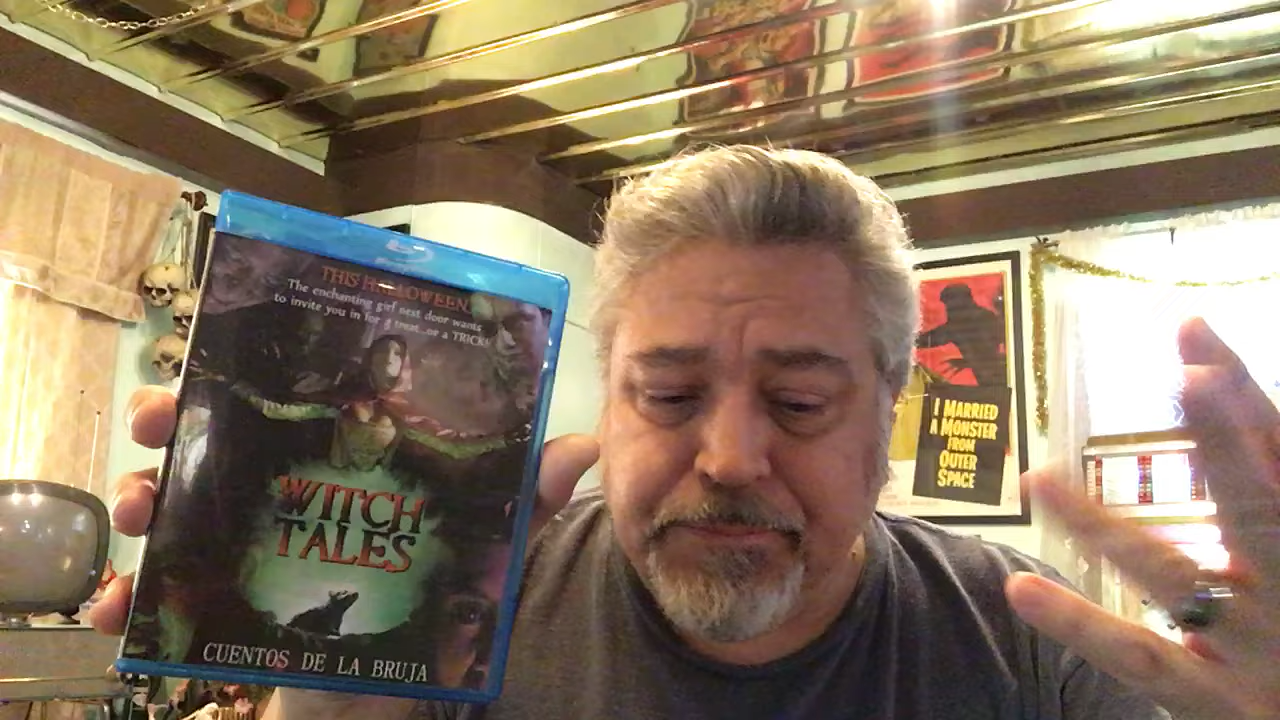 THIS HALLOWEEN
The enchanting girl next door wants
to invite you in for a treat...or a TRICK!
WITCH
TALES
CUENTOS DE LA BRUJA
I MARRIED
A MONSTER
FROM
OUTER
SPACE